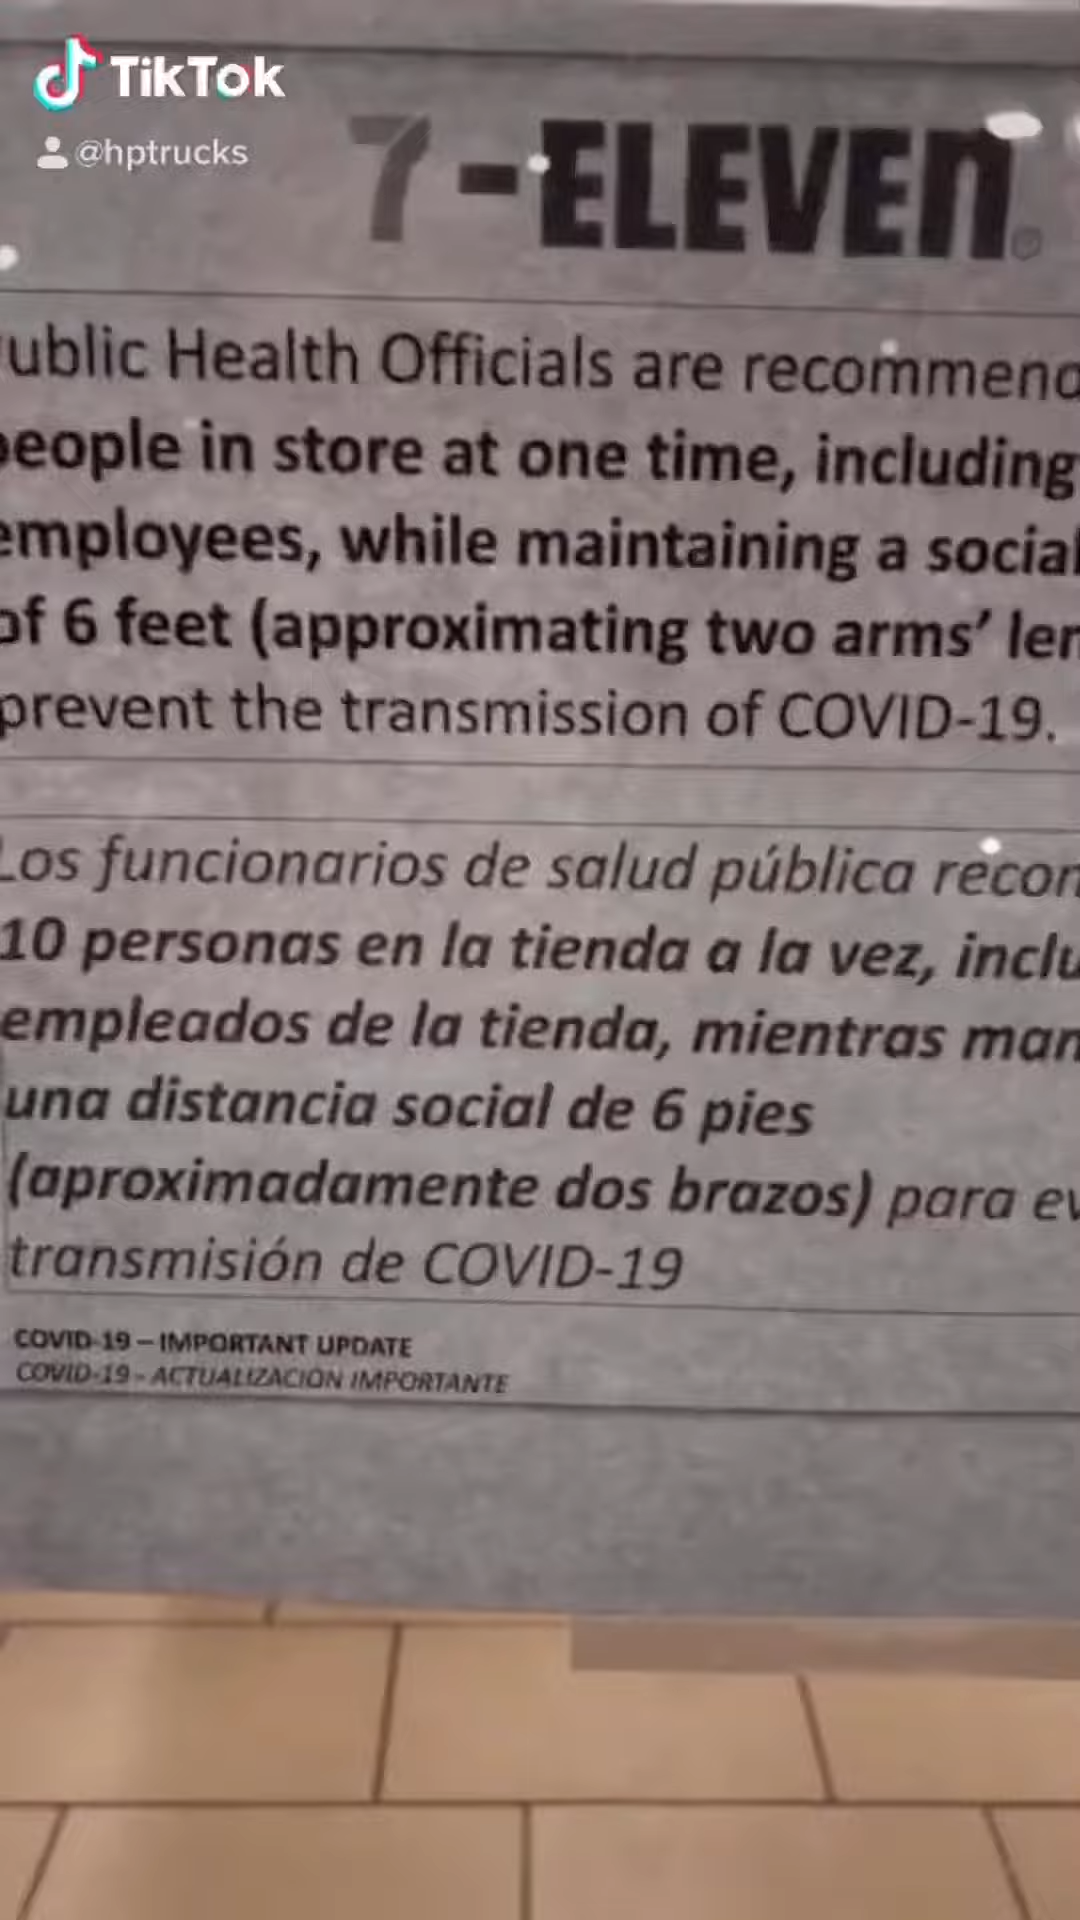 TikTok
@hptrucks
7-ELEVEN
ublic Health Officials are recommend
people in store at one time, including
employees, while maintaining a social
of 6 feet (approximating two arms' len
prevent the transmission of COVID-19.
Los funcionarios de salud pública recom
10 personas en la tienda a la vez, inclu
empleados de la tienda, mientras man
una distancia social de 6 pies
(aproximadamente dos brazos) para ev
transmisión de COVID-19
COVID-19 – IMPORTANT UPDATE
COVID-19 - ACTUALIZACION IMPORTANTE